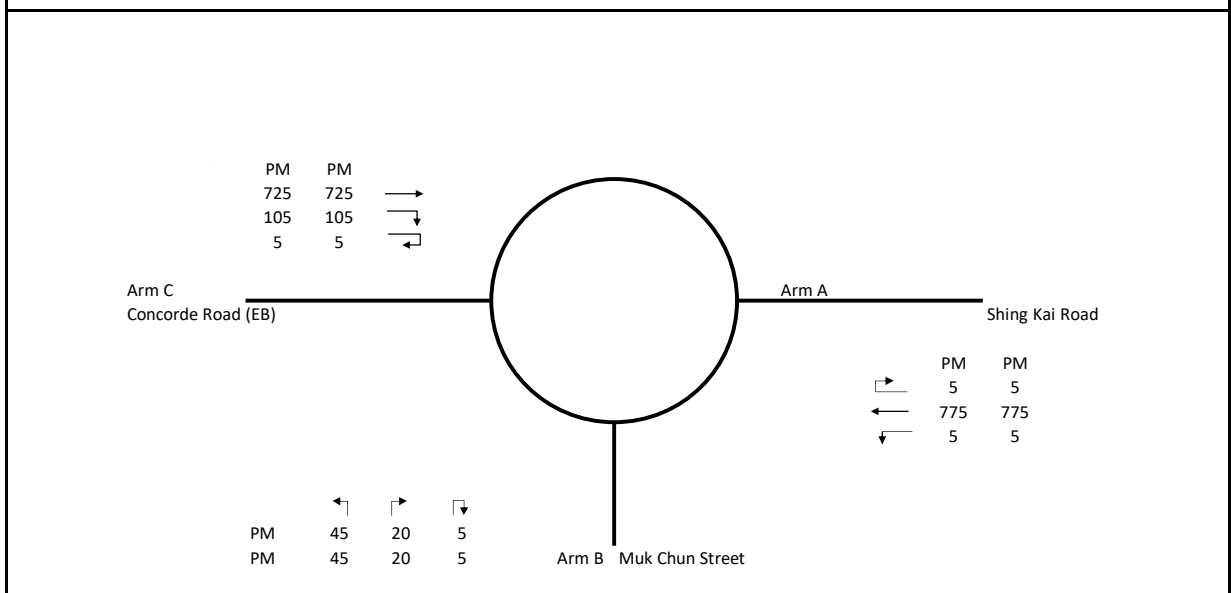 PM PM
725 725
105 105
5 5
Arm C
Concorde Road (EB)
Arm A
Shing Kai Road
PM PM
5 5
775 775
5 5
PM 45 20 5
PM 45 20 5
Arm B Muk Chun Street